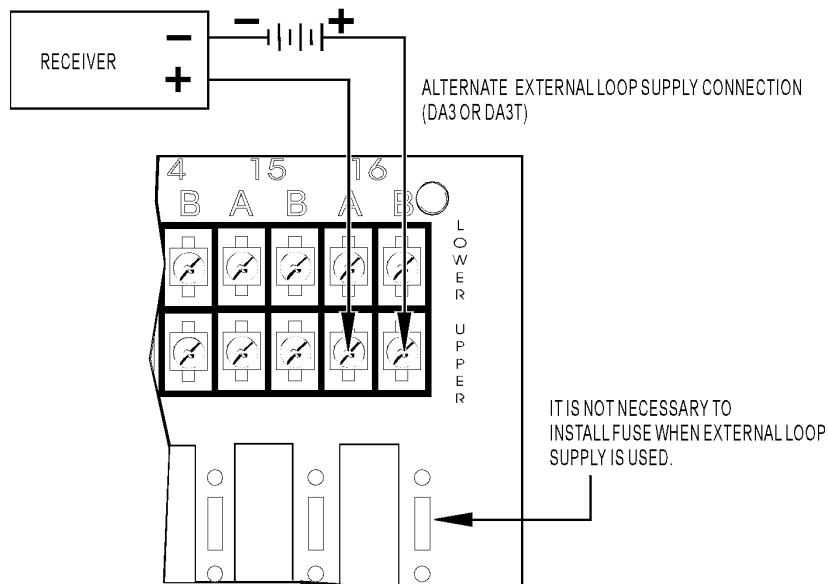 − +
RECEIVER
−
+
ALTERNATE EXTERNAL LOOP SUPPLY CONNECTION
(DA3 OR DA3T)
4 15 16
B A B A B
LOWER UPPER
IT IS NOT NECESSARY TO
INSTALL FUSE WHEN EXTERNAL LOOP
SUPPLY IS USED.